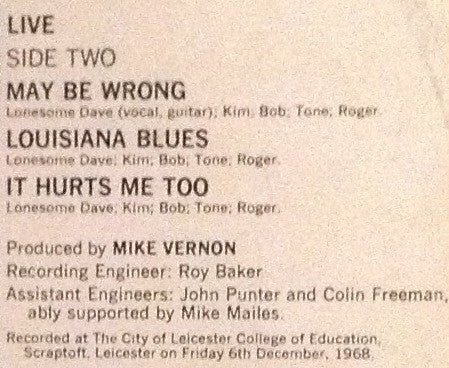 LIVE
SIDE TWO
MAY BE WRONG
Lonesome Dave (vocal, guitar); Kim; Bob; Tone; Roger.
LOUISIANA BLUES
Lonesome Dave; Kim; Bob; Tone; Roger.
IT HURTS ME TOO
Lonesome Dave; Kim; Bob; Tone; Roger.
Produced by MIKE VERNON
Recording Engineer: Roy Baker
Assistant Engineers: John Punter and Colin Freeman,
ably supported by Mike Mailes.
Recorded at The City of Leicester College of Education,
Scraptoft, Leicester on Friday 6th December, 1968.